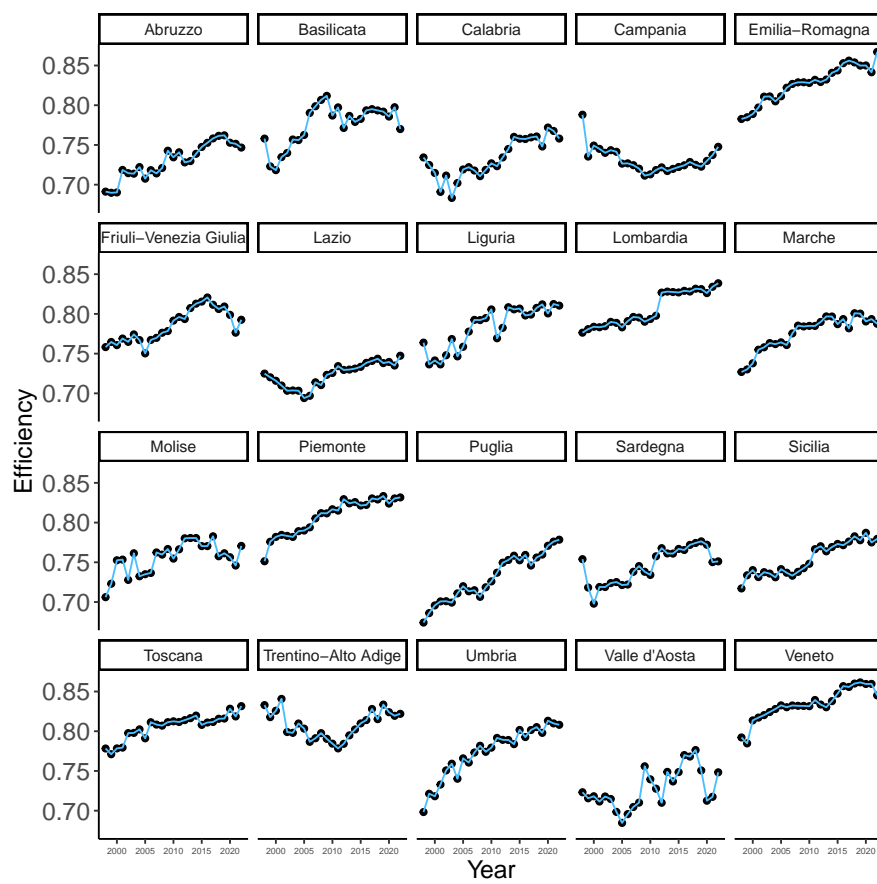 Abruzzo Basilicata Calabria Campania Emilia−Romagna
0.85
0.80
0.75
0.70
Friuli−Venezia Giulia Lazio Liguria Lombardia Marche
0.85
0.80
0.75
0.70
Efficiency
Molise Piemonte Puglia Sardegna Sicilia
0.85
0.80
0.75
0.70
Toscana Trentino−Alto Adige Umbria Valle d'Aosta Veneto
0.85
0.80
0.75
0.70
2000 2005 2010 2015 2020 2000 2005 2010 2015 2020 2000 2005 2010 2015 2020 2000 2005 2010 2015 2020 2000 2005 2010 2015 2020
Year